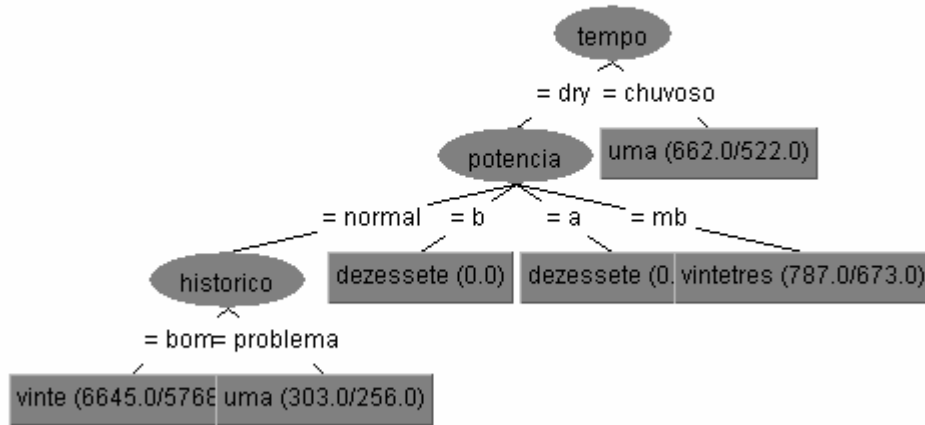 tempo
= dry = chuvoso
potencia
uma (662.0/522.0)
= normal = b = a = mb
historico
dezessete (0.0)
dezessete (0.
vintetres (787.0/673.0)
= bom= problema
vinte (6645.0/5768
uma (303.0/256.0)